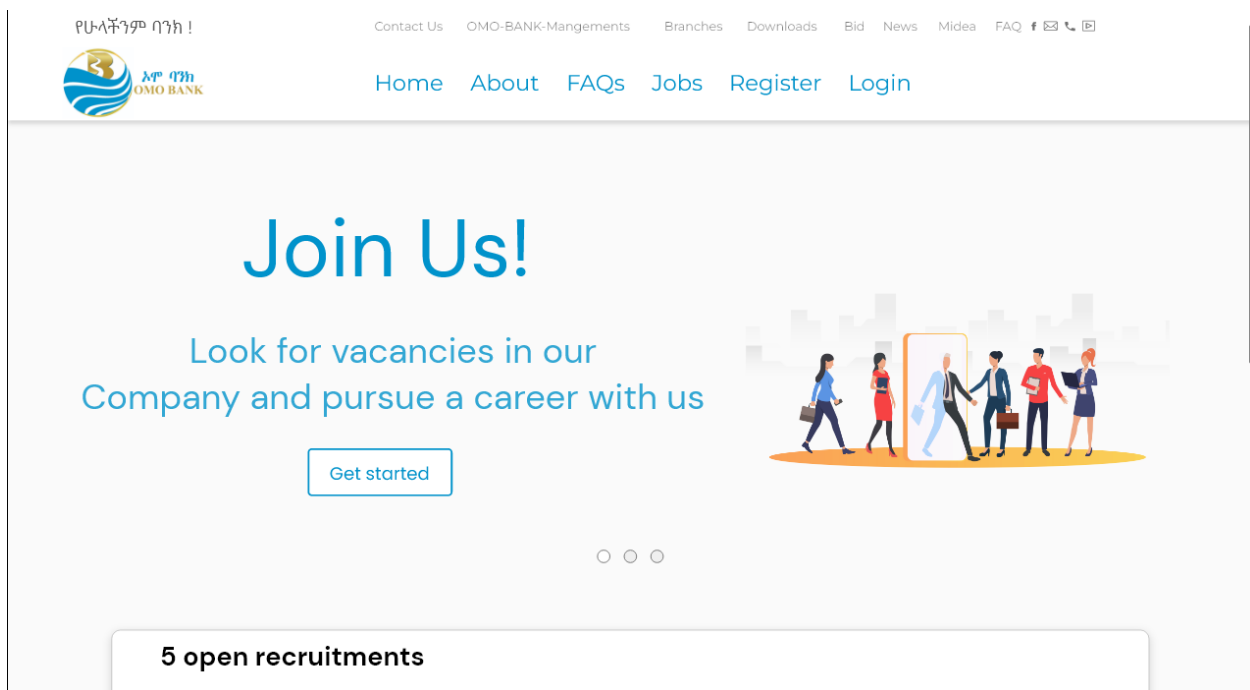 የሁላችንም ባንክ !
Contact Us OMO-BANK-Mangements Branches Downloads Bid News Midea FAQ
ኦሞ ባንክ
OMO BANK
Home About FAQs Jobs Register Login
Join Us!
Look for vacancies in our
Company and pursue a career with us
Get started
5 open recruitments